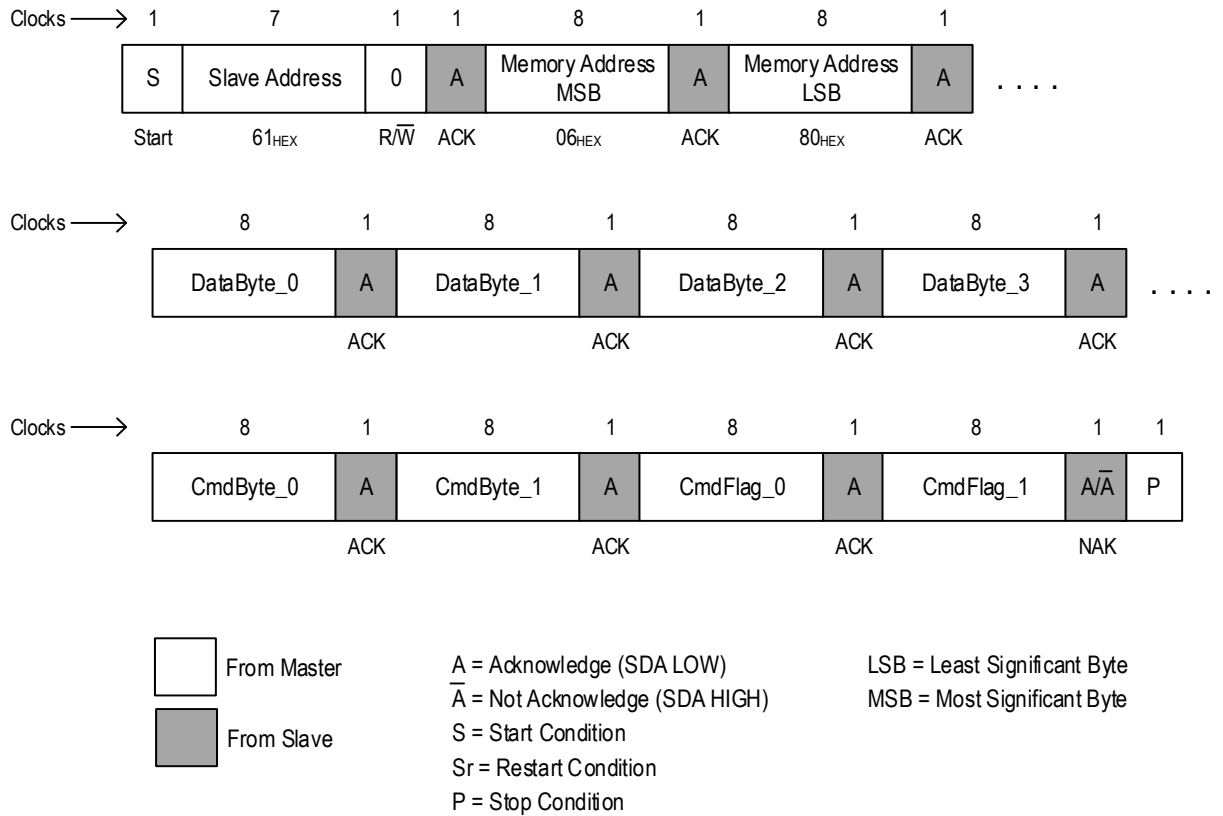 Clocks → 1 7 1 1 8 1 8 1
S Slave Address 0 A Memory Address MSB A Memory Address LSB A . . . .
Start 61HEX R/W̅ ACK 06HEX ACK 80HEX ACK
Clocks → 8 1 8 1 8 1 8 1
DataByte_0 A DataByte_1 A DataByte_2 A DataByte_3 A . . . .
ACK ACK ACK ACK
Clocks → 8 1 8 1 8 1 8 1 1
CmdByte_0 A CmdByte_1 A CmdFlag_0 A CmdFlag_1 A/A̅ P
ACK ACK ACK NAK
From Master
From Slave
A = Acknowledge (SDA LOW)
A̅ = Not Acknowledge (SDA HIGH)
S = Start Condition
Sr = Restart Condition
P = Stop Condition
LSB = Least Significant Byte
MSB = Most Significant Byte